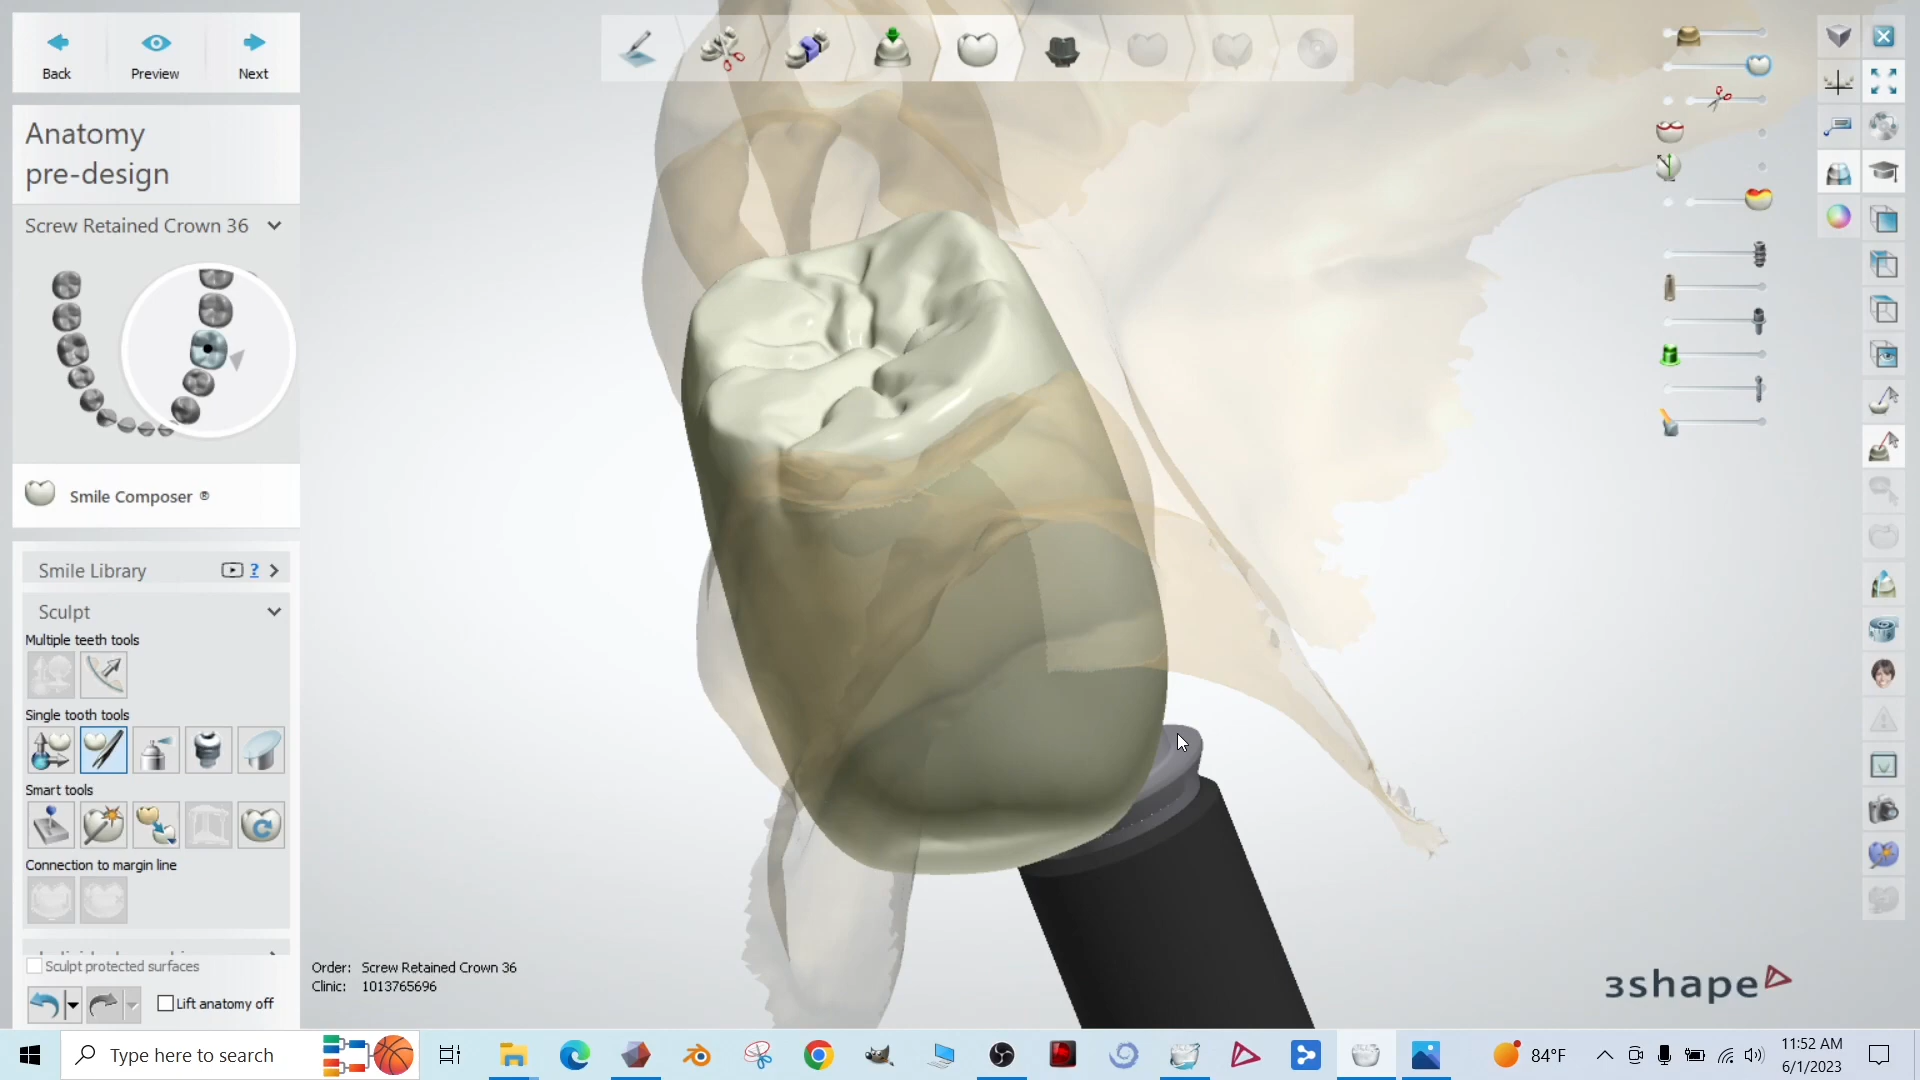 Back
Preview
Next
Anatomy
pre-design
Screw Retained Crown 36
Smile Composer ®
Smile Library
?
Sculpt
Multiple teeth tools
Single tooth tools
Smart tools
Connection to margin line
Sculpt protected surfaces
Lift anatomy off
Order: Screw Retained Crown 36
Clinic: 1013765696
3shape
Type here to search
84°F
11:52 AM
6/1/2023